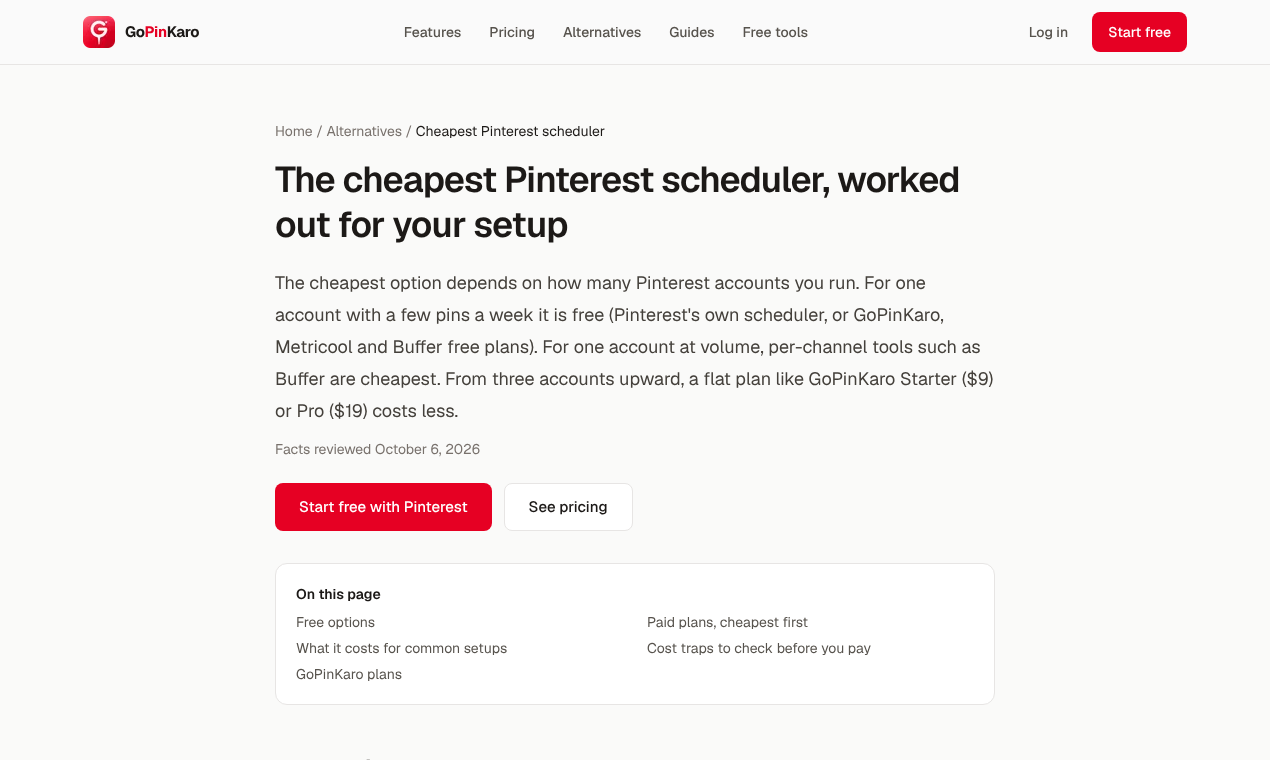 GoPinKaro
Features
Pricing
Alternatives
Guides
Free tools
Log in
Start free
Home / Alternatives / Cheapest Pinterest scheduler
The cheapest Pinterest scheduler, worked
out for your setup
The cheapest option depends on how many Pinterest accounts you run. For one
account with a few pins a week it is free (Pinterest's own scheduler, or GoPinKaro,
Metricool and Buffer free plans). For one account at volume, per-channel tools such as
Buffer are cheapest. From three accounts upward, a flat plan like GoPinKaro Starter ($9)
or Pro ($19) costs less.
Facts reviewed October 6, 2026
Start free with Pinterest
See pricing
On this page
Free options
Paid plans, cheapest first
What it costs for common setups
Cost traps to check before you pay
GoPinKaro plans